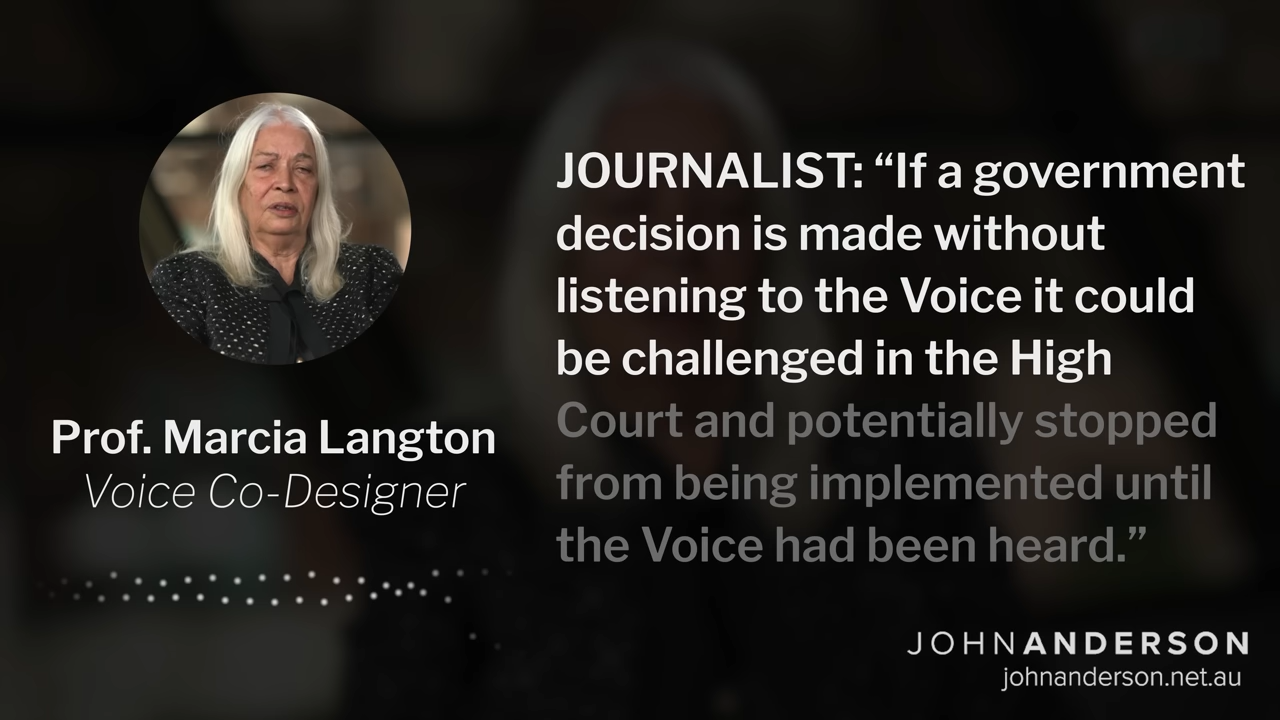 Prof. Marcia Langton
Voice Co-Designer
JOURNALIST: “If a government
decision is made without
listening to the Voice it could
be challenged in the High
Court and potentially stopped
from being implemented until
the Voice had been heard.”
JOHNANDERSON
johnanderson.net.au